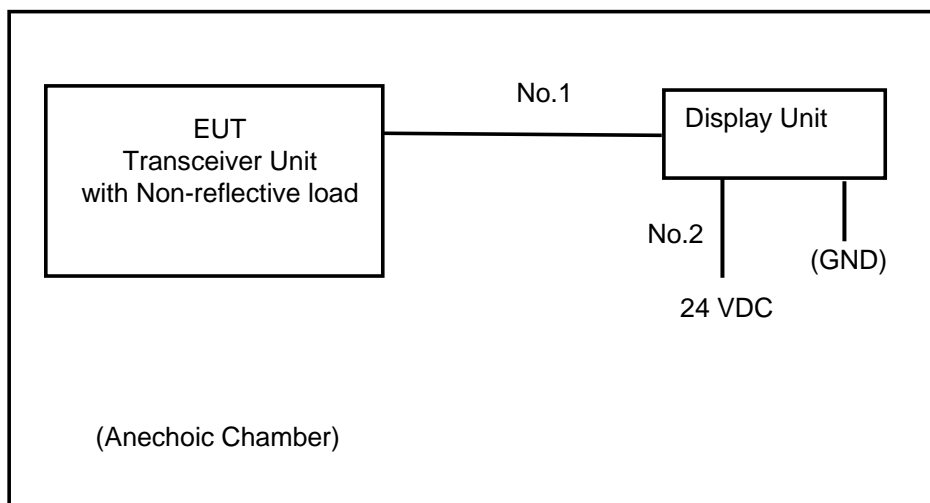 No.1
EUT
Transceiver Unit
with Non-reflective load
Display Unit
No.2
(GND)
24 VDC
(Anechoic Chamber)